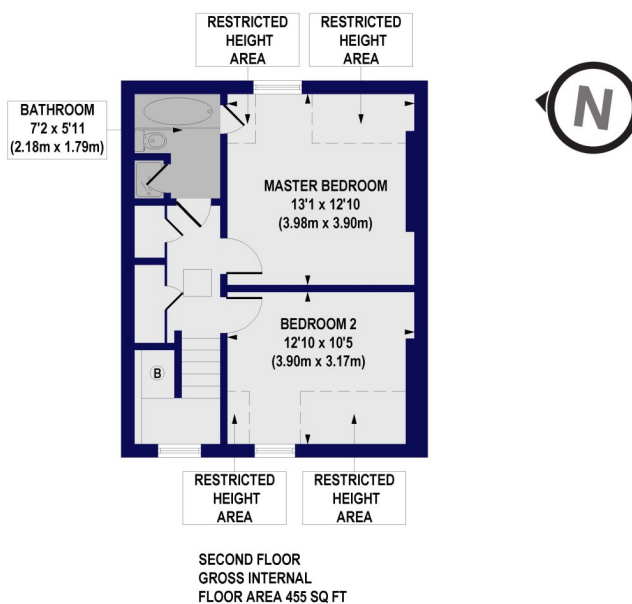 RESTRICTED
HEIGHT
AREA
RESTRICTED
HEIGHT
AREA
BATHROOM
7'2 x 5'11
(2.18m x 1.79m)
N
MASTER BEDROOM
13'1 x 12'10
(3.98m x 3.90m)
BEDROOM 2
12'10 x 10'5
(3.90m x 3.17m)
B
RESTRICTED
HEIGHT
AREA
RESTRICTED
HEIGHT
AREA
SECOND FLOOR
GROSS INTERNAL
FLOOR AREA 455 SQ FT